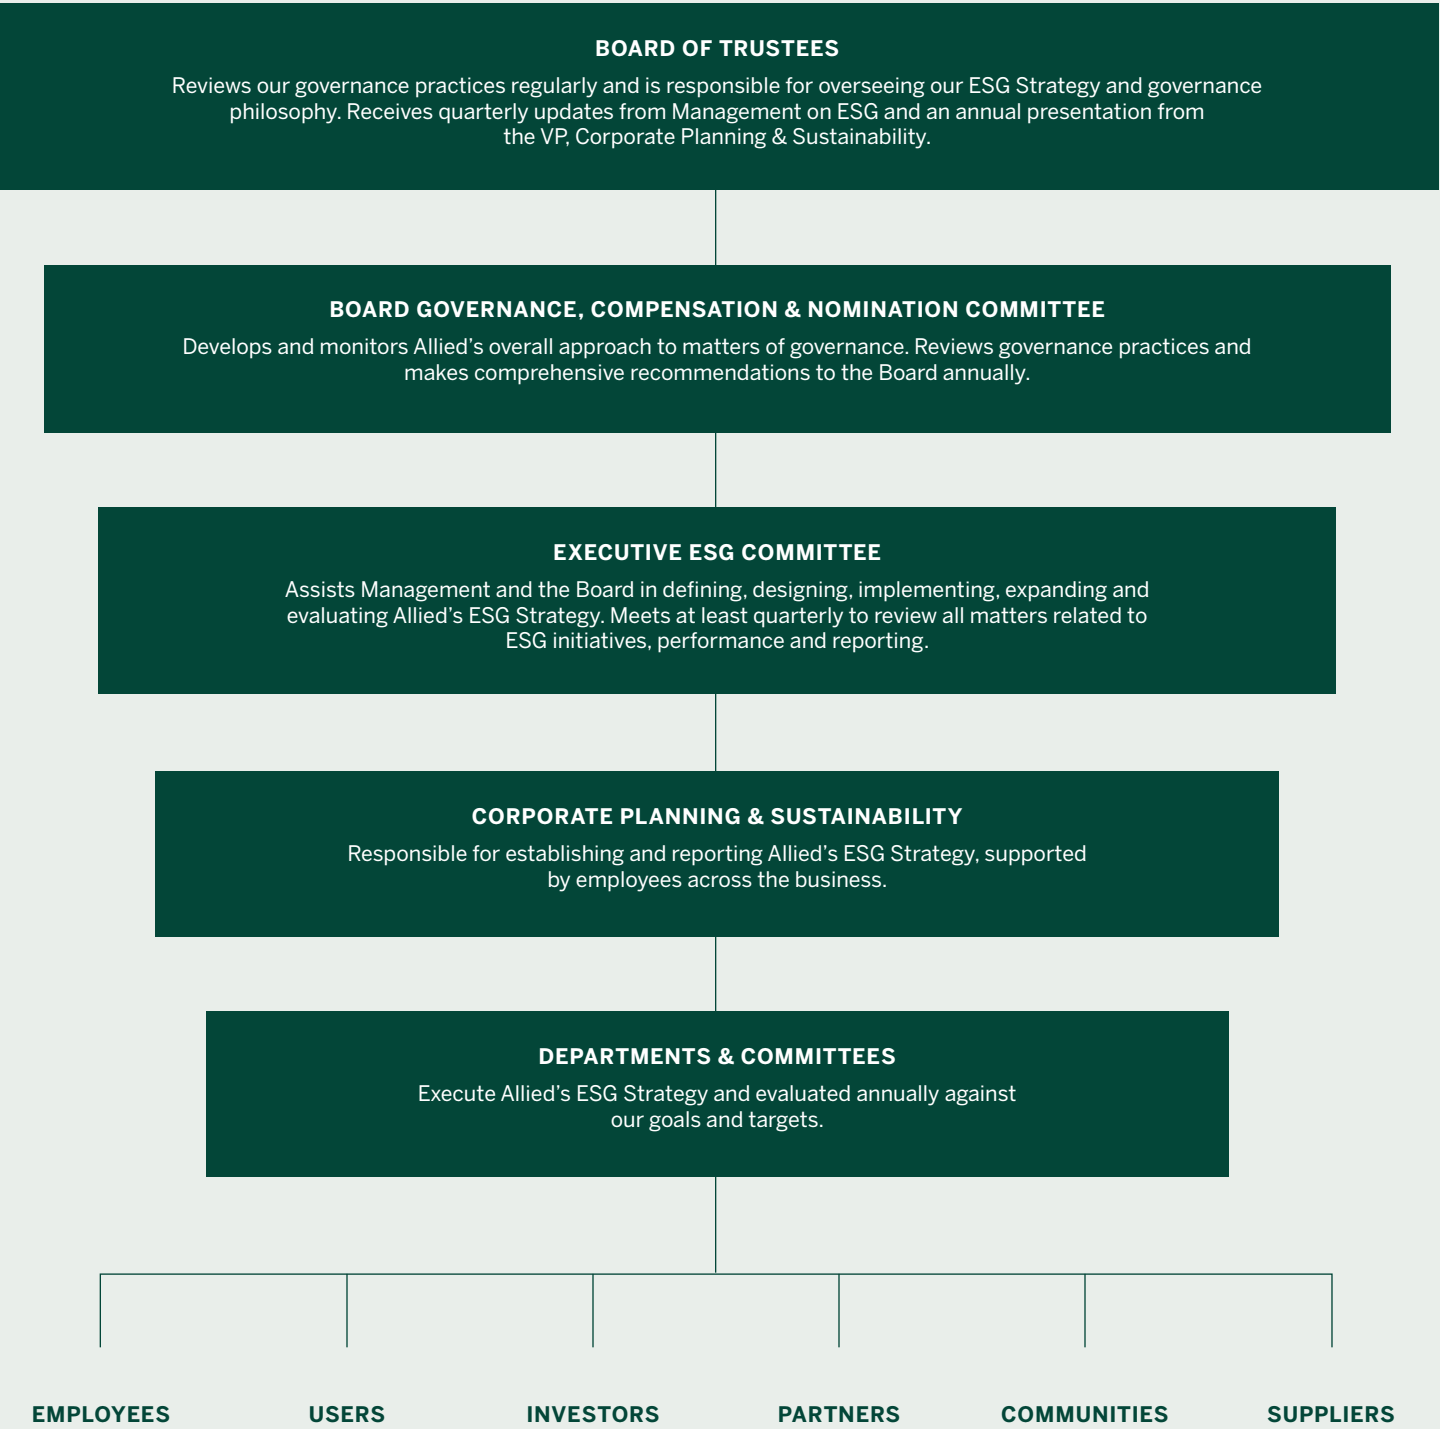 BOARD OF TRUSTEES
Reviews our governance practices regularly and is responsible for overseeing our ESG Strategy and governance
philosophy. Receives quarterly updates from Management on ESG and an annual presentation from
the VP, Corporate Planning & Sustainability.
BOARD GOVERNANCE, COMPENSATION & NOMINATION COMMITTEE
Develops and monitors Allied’s overall approach to matters of governance. Reviews governance practices and
makes comprehensive recommendations to the Board annually.
EXECUTIVE ESG COMMITTEE
Assists Management and the Board in defining, designing, implementing, expanding and
evaluating Allied’s ESG Strategy. Meets at least quarterly to review all matters related to
ESG initiatives, performance and reporting.
CORPORATE PLANNING & SUSTAINABILITY
Responsible for establishing and reporting Allied’s ESG Strategy, supported
by employees across the business.
DEPARTMENTS & COMMITTEES
Execute Allied’s ESG Strategy and evaluated annually against
our goals and targets.
EMPLOYEES USERS INVESTORS PARTNERS COMMUNITIES SUPPLIERS